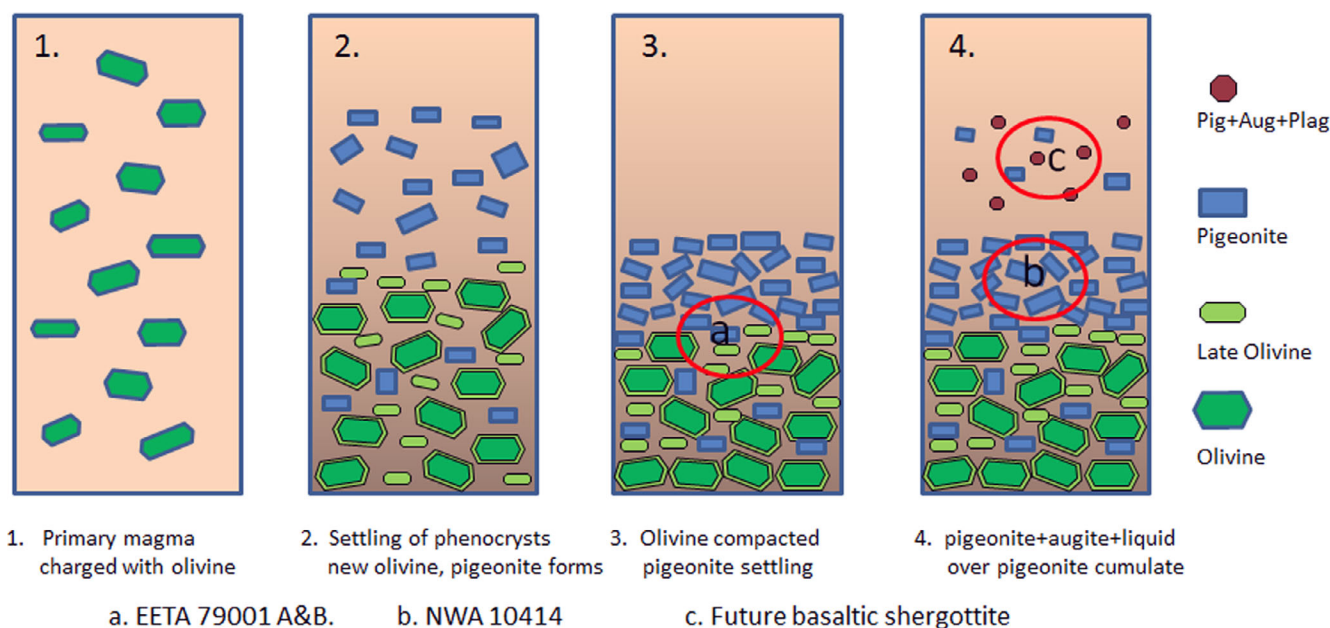 1.
2.
3.
4.
a
b
c
Pig+Aug+Plag
Pigeonite
Late Olivine
Olivine
1. Primary magma
charged with olivine
2. Settling of phenocrysts
new olivine, pigeonite forms
3. Olivine compacted
pigeonite settling
4. pigeonite+augite+liquid
over pigeonite cumulate
a. EETA 79001 A&B.
b. NWA 10414
c. Future basaltic shergottite